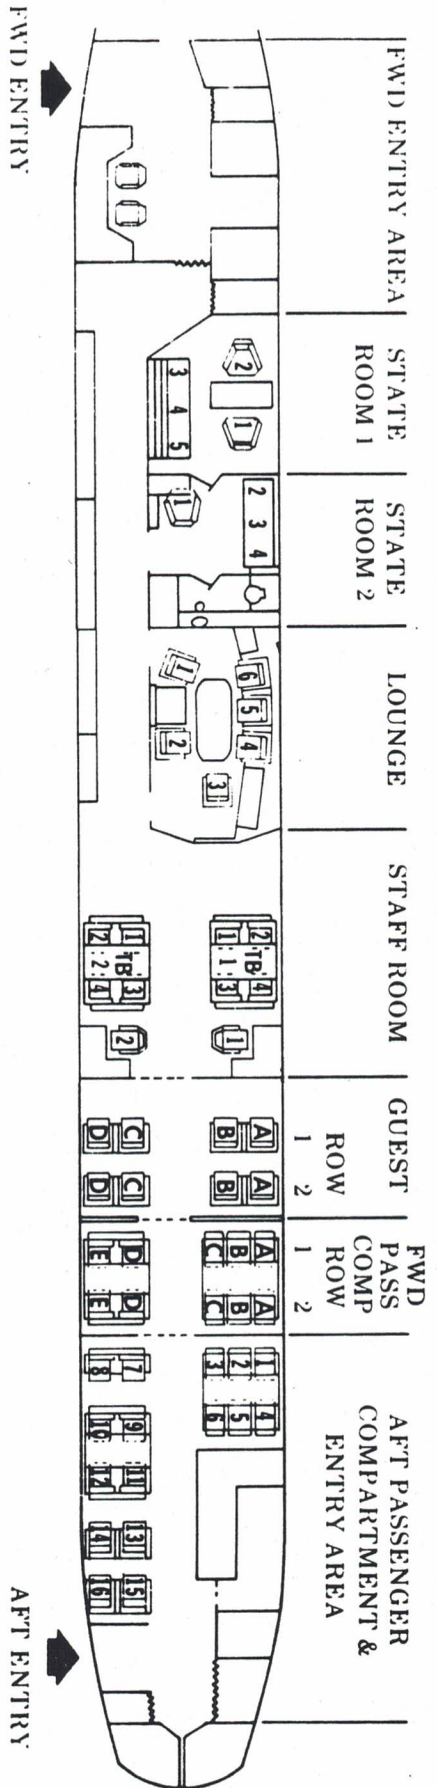 FWD ENTRY AREA
STATE
ROOM 1
STATE
ROOM 2
LOUNGE
STAFF ROOM
GUEST
ROW
1 2
FWD
PASS
COMP
ROW
1 2
AFT PASSENGER
COMPARTMENT &
ENTRY AREA
2
1
3 4 5
2 3 4
1
6
5
4
3
1
2
2 4
TB
1
1 3
1 3
TB
2
2 4
1
2
A A
B B
C C
D D
A A
B B
C C
D D
E E
1 4
2 5
3 6
7
8
9 11 13 15
10 12 14 16
FWD ENTRY
AFT ENTRY